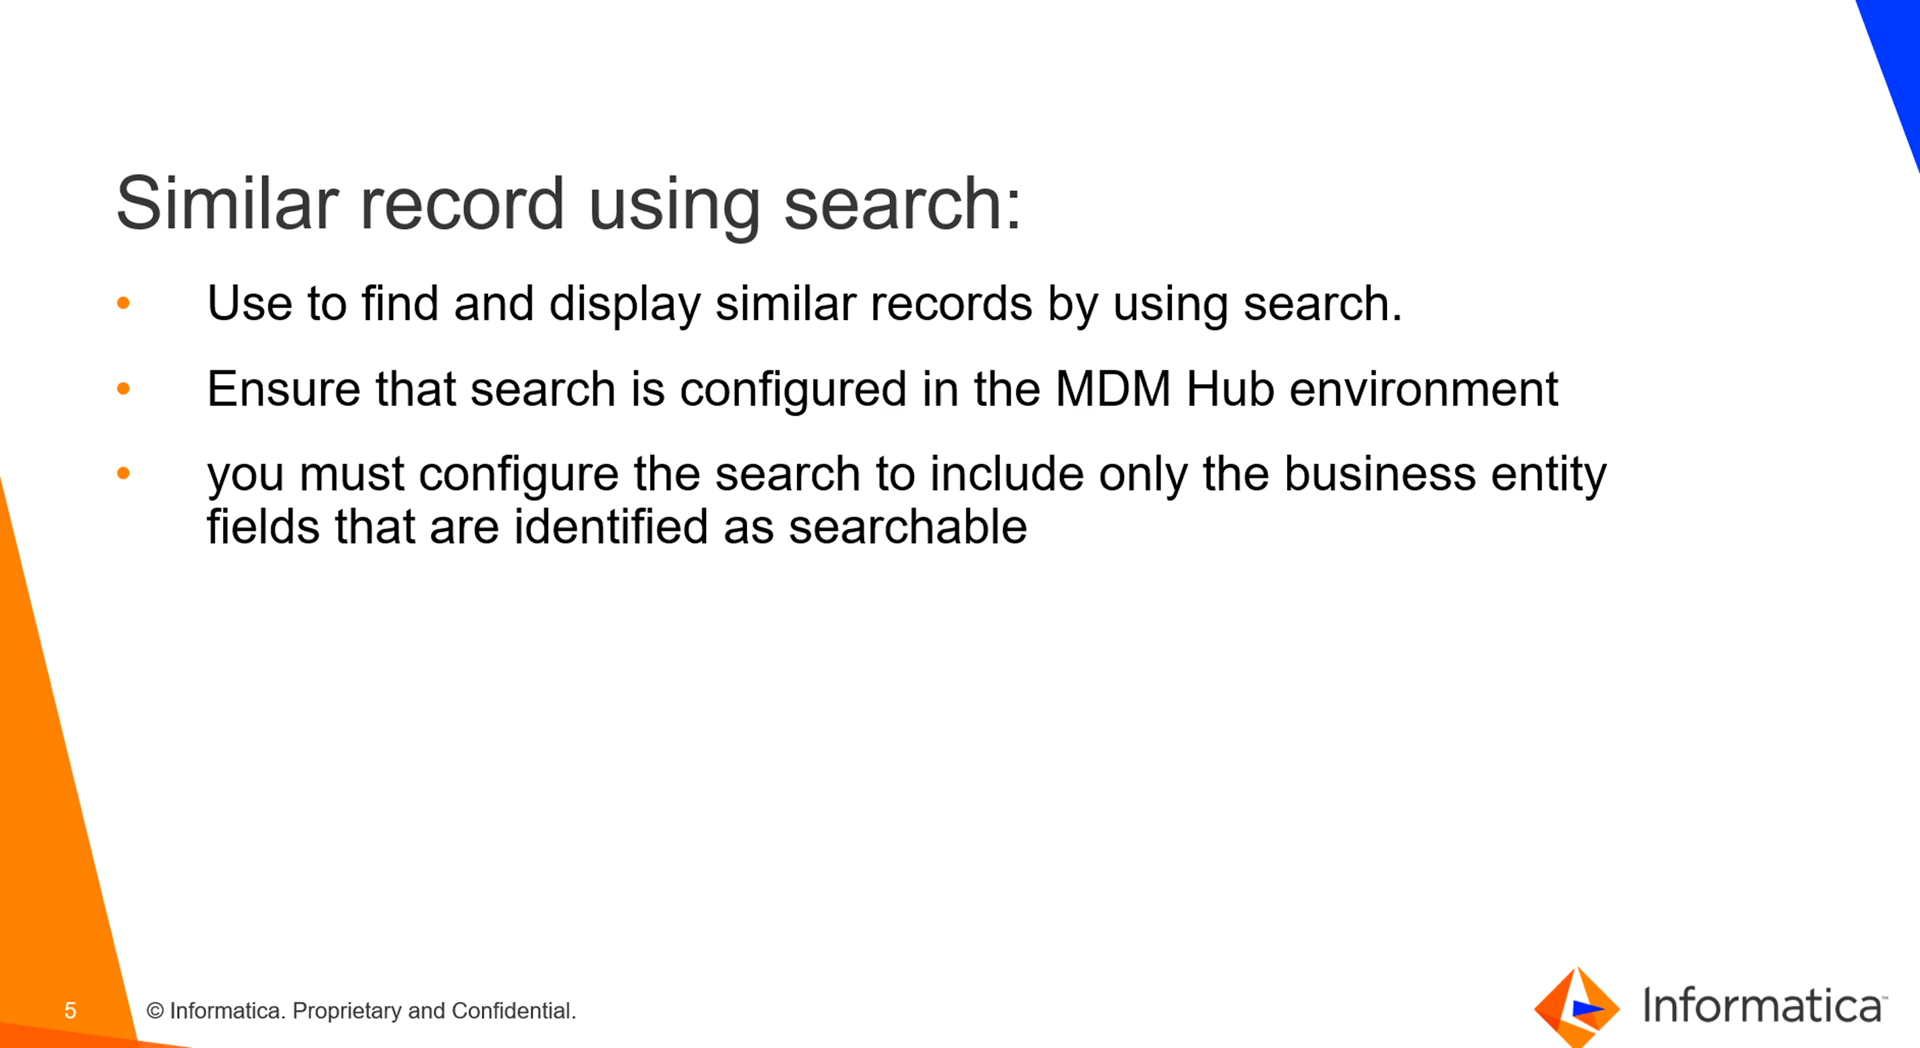 Similar record using search:
• Use to find and display similar records by using search.
• Ensure that search is configured in the MDM Hub environment
• you must configure the search to include only the business entity
fields that are identified as searchable
5 © Informatica. Proprietary and Confidential.
Informatica™